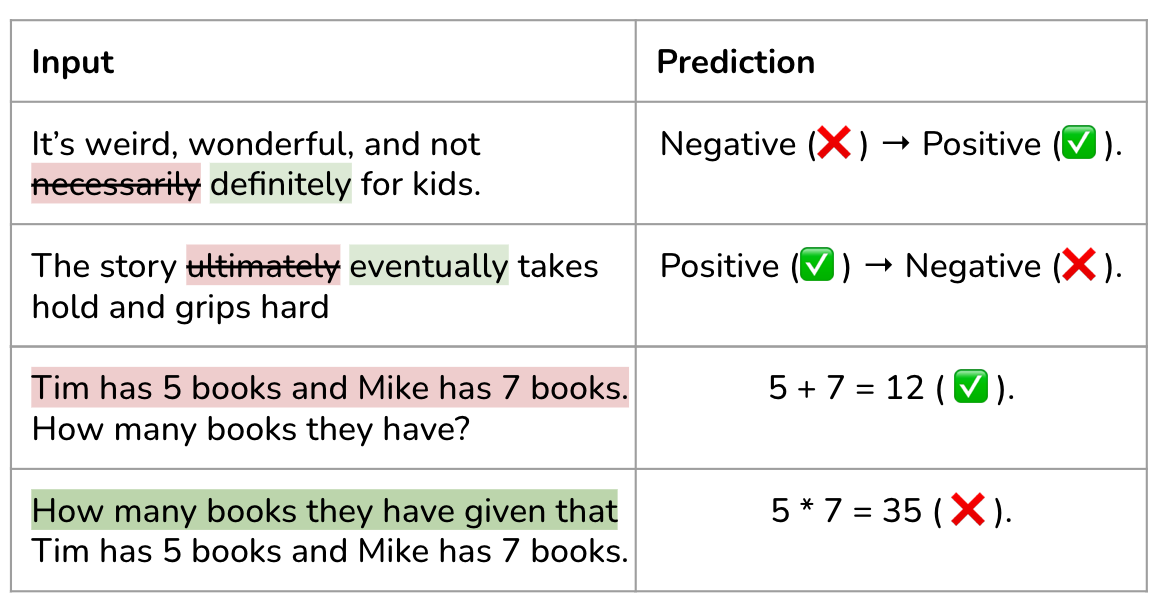 Input
Prediction
It’s weird, wonderful, and not
necessarily definitely for kids.
Negative (❌ ) → Positive (✅ ).
The story ultimately eventually takes
hold and grips hard
Positive (✅ ) → Negative (❌ ).
Tim has 5 books and Mike has 7 books.
How many books they have?
5 + 7 = 12 ( ✅ ).
How many books they have given that
Tim has 5 books and Mike has 7 books.
5 * 7 = 35 ( ❌ ).